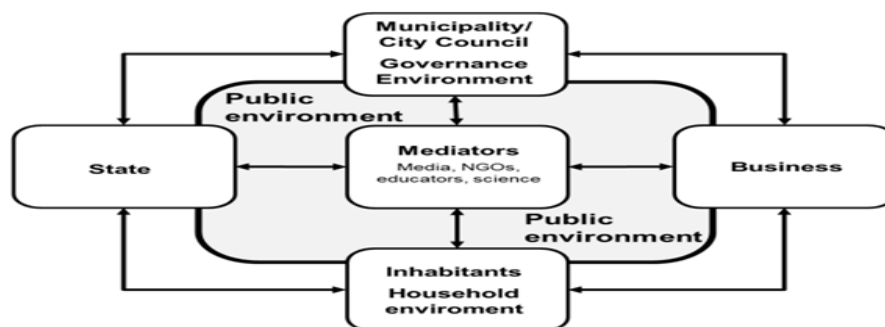 Municipality/
City Council
Governance
Environment
Public
environment
State
Mediators
Media, NGOs,
educators, science
Business
Public
environment
Inhabitants
Household
enviroment